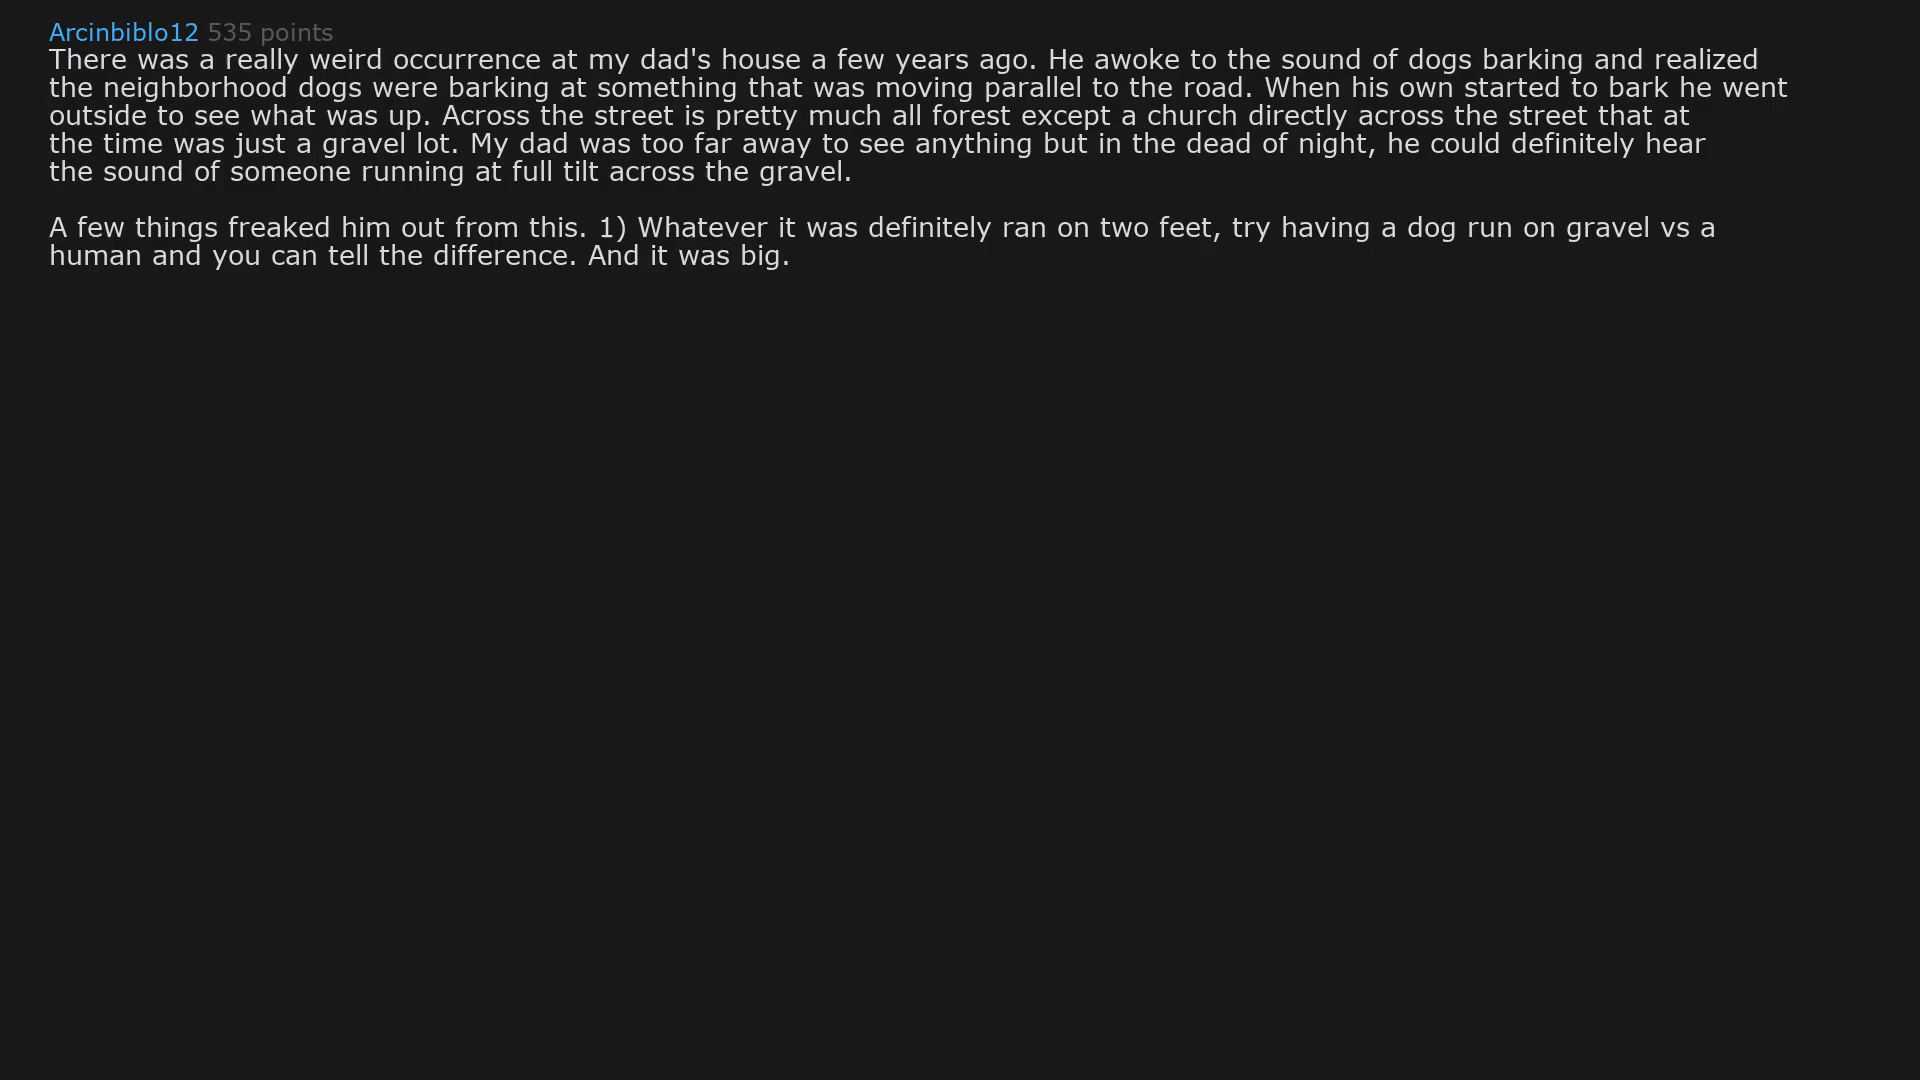 Arcinbiblo12 535 points
There was a really weird occurrence at my dad's house a few years ago. He awoke to the sound of dogs barking and realized
the neighborhood dogs were barking at something that was moving parallel to the road. When his own started to bark he went
outside to see what was up. Across the street is pretty much all forest except a church directly across the street that at
the time was just a gravel lot. My dad was too far away to see anything but in the dead of night, he could definitely hear
the sound of someone running at full tilt across the gravel.
A few things freaked him out from this. 1) Whatever it was definitely ran on two feet, try having a dog run on gravel vs a
human and you can tell the difference. And it was big.